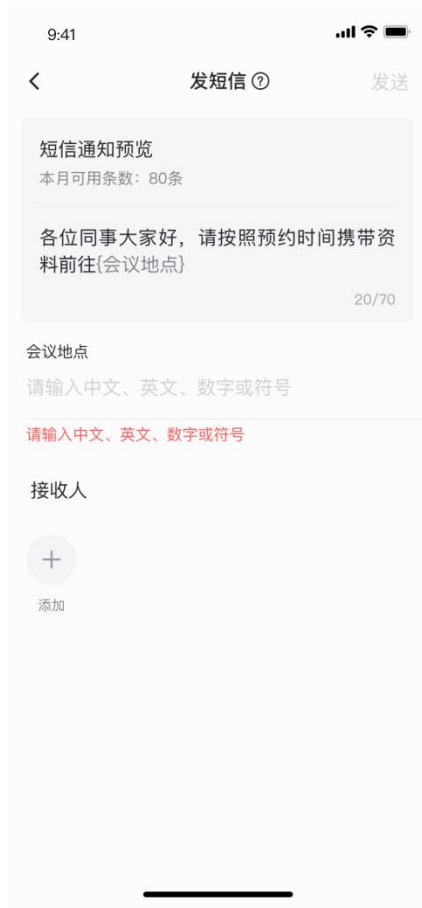 9:41
发短信
发送
短信通知预览
本月可用条数：80条
各位同事大家好，请按照预约时间携带资
料前往{会议地点}
20/70
会议地点
请输入中文、英文、数字或符号
请输入中文、英文、数字或符号
接收人
添加